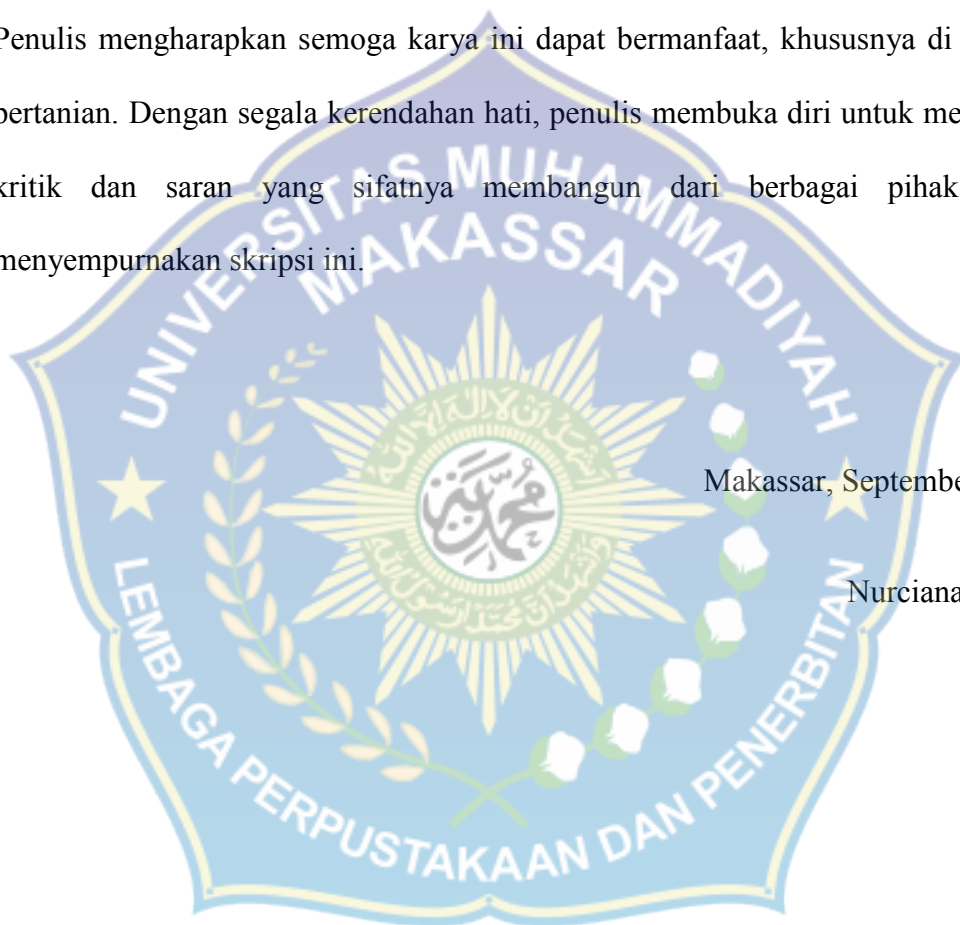 Penulis mengharapkan semoga karya ini dapat bermanfaat, khususnya di
pertanian. Dengan segala kerendahan hati, penulis membuka diri untuk me
kritik dan saran yang sifatnya membangun dari berbagai pihak
menyempurnakan skripsi ini.
UNIVERSITAS MUHAMMADIYAH
MAKASSAR
Makassar, Septembe
Nurciana
LEMBAGA PERPUSTAKAAN DAN PENERBITAN